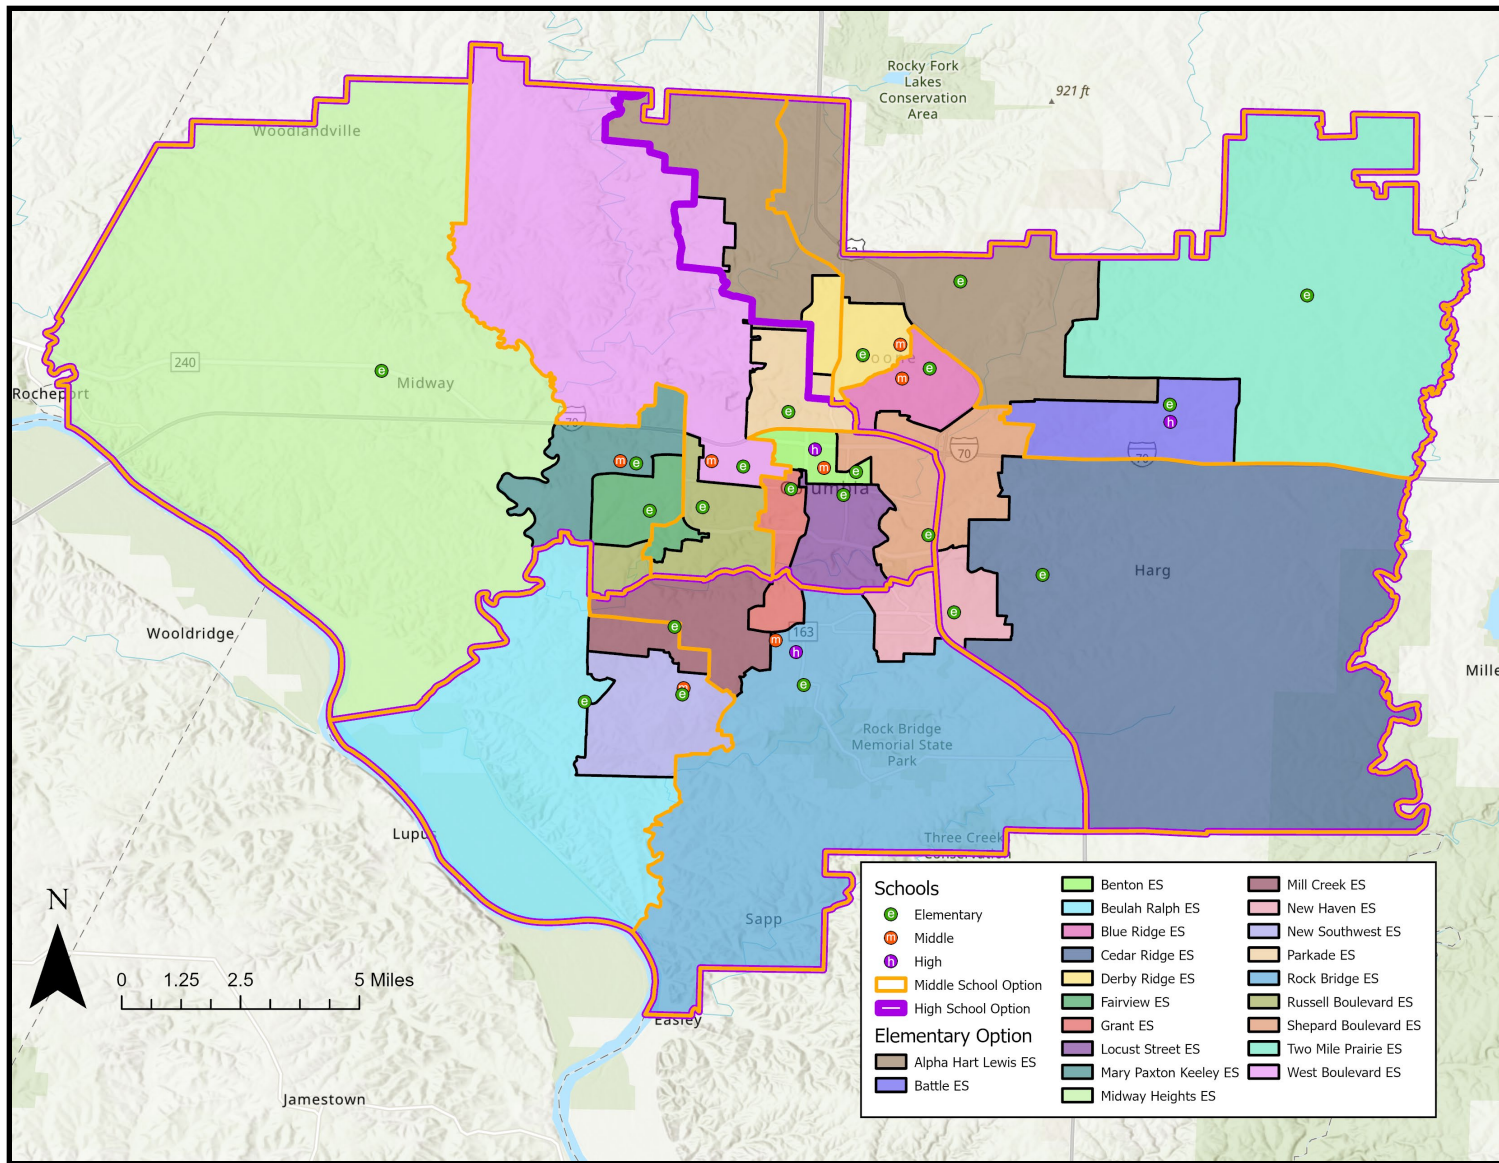 Rocky Fork
Lakes
Conservation
Area
921 ft
Woodlandville
240
Midway
Rocheport
70
Boone
Columbia
70
70
Harg
Wooldridge
163
Rock Bridge
Memorial State
Park
Lupus
Three Creek
Sapp
Easley
Jamestown
N
0 1.25 2.5 5 Miles
Schools
e Elementary
m Middle
h High
Middle School Option
High School Option
Elementary Option
Alpha Hart Lewis ES
Battle ES
Benton ES
Beulah Ralph ES
Blue Ridge ES
Cedar Ridge ES
Derby Ridge ES
Fairview ES
Grant ES
Locust Street ES
Mary Paxton Keeley ES
Midway Heights ES
Mill Creek ES
New Haven ES
New Southwest ES
Parkade ES
Rock Bridge ES
Russell Boulevard ES
Shepard Boulevard ES
Two Mile Prairie ES
West Boulevard ES